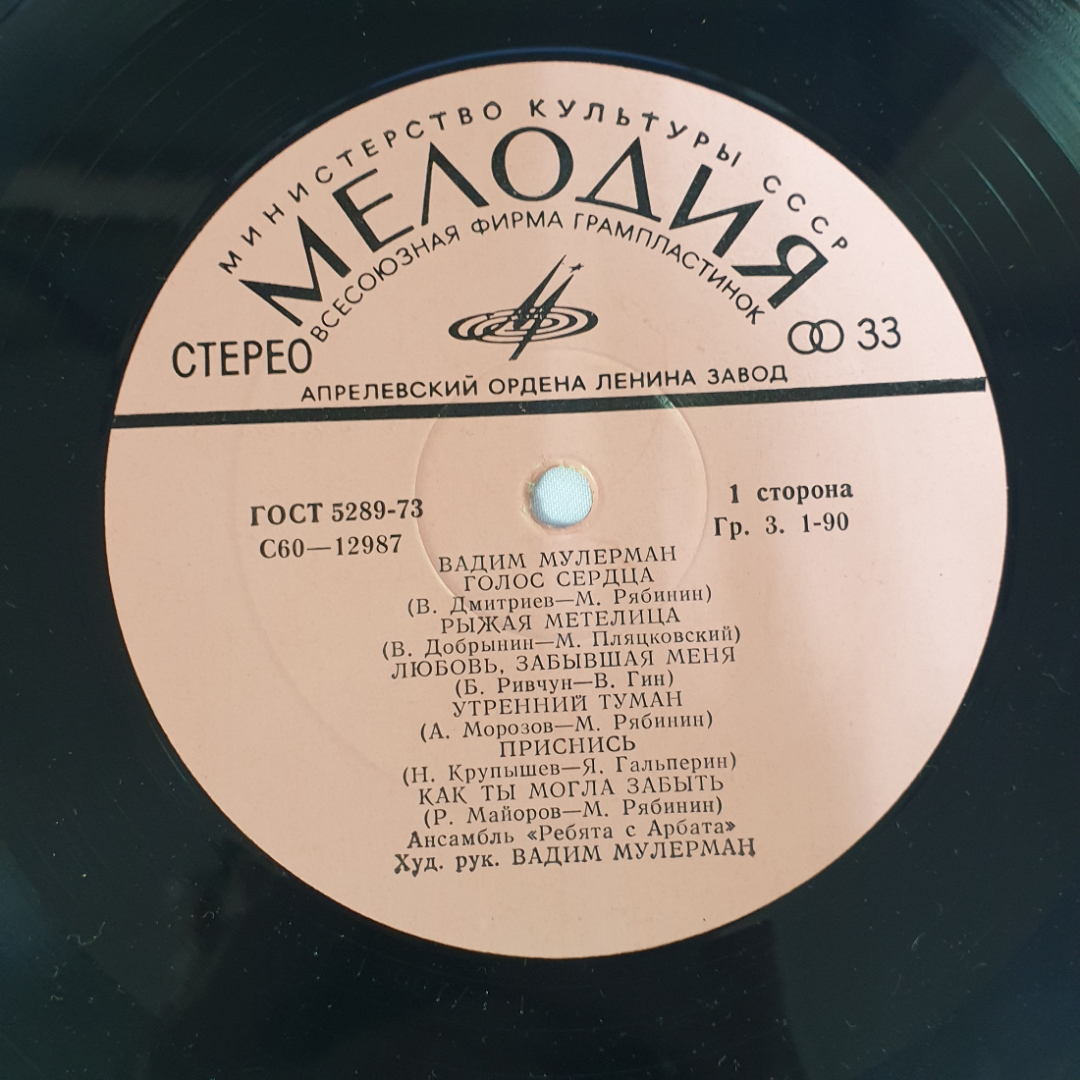 МИНИСТЕРСТВО КУЛЬТУРЫ СССР
МЕЛОДИЯ
ВСЕСОЮЗНАЯ ФИРМА ГРАМПЛАСТИНОК
СТЕРЕО
33
АПРЕЛЕВСКИЙ ОРДЕНА ЛЕНИНА ЗАВОД
ГОСТ 5289-73
С60—12987
1 сторона
Гр. 3. 1-90
ВАДИМ МУЛЕРМАН
ГОЛОС СЕРДЦА
(В. Дмитриев—М. Рябинин)
РЫЖАЯ МЕТЕЛИЦА
(В. Добрынин—М. Пляцковский)
ЛЮБОВЬ, ЗАБЫВШАЯ МЕНЯ
(Б. Ривчун—В. Гин)
УТРЕННИЙ ТУМАН
(А. Морозов—М. Рябинин)
ПРИСНИСЬ
(Н. Крупышев—Я. Гальперин)
КАК ТЫ МОГЛА ЗАБЫТЬ
(Р. Майоров—М. Рябинин)
Ансамбль «Ребята с Арбата»
Худ. рук. ВАДИМ МУЛЕРМАН